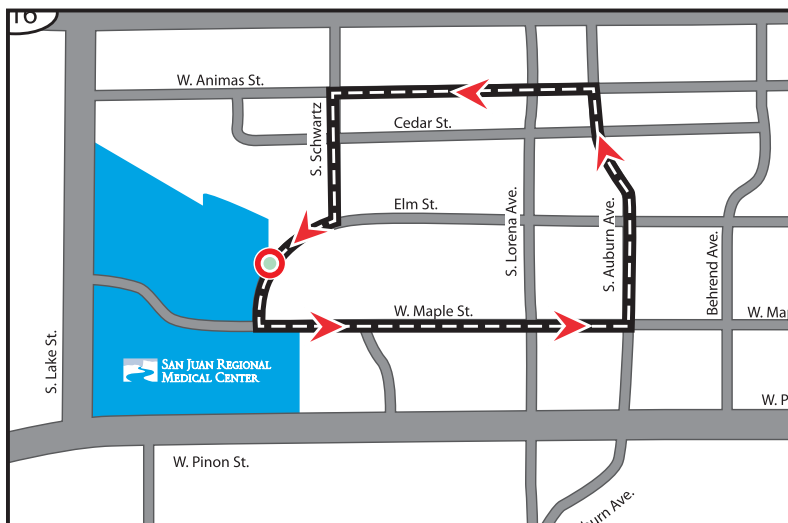 16
W. Animas St.
S. Schwartz
Cedar St.
Elm St.
S. Lorena Ave.
S. Auburn Ave.
Behrend Ave.
W. Maple St.
W. Ma
S. Lake St.
SAN JUAN REGIONAL
MEDICAL CENTER
W. P
W. Pinon St.
burn Ave.